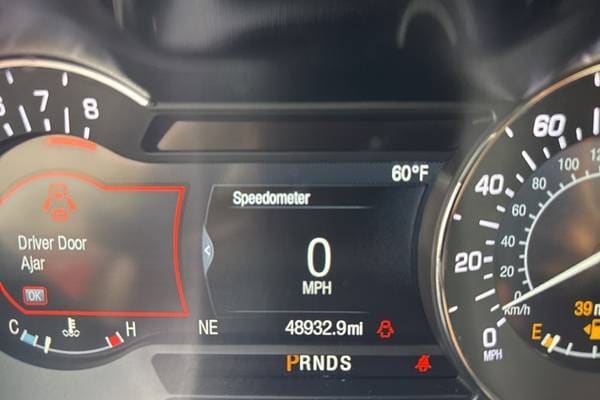 6 7 8
60°F
Driver Door
Ajar
OK
Speedometer
0
MPH
C H
NE 48932.9mi
PRNDS
60
40
20
0
MPH
100
80
60
40
20
0
km/h
39
E